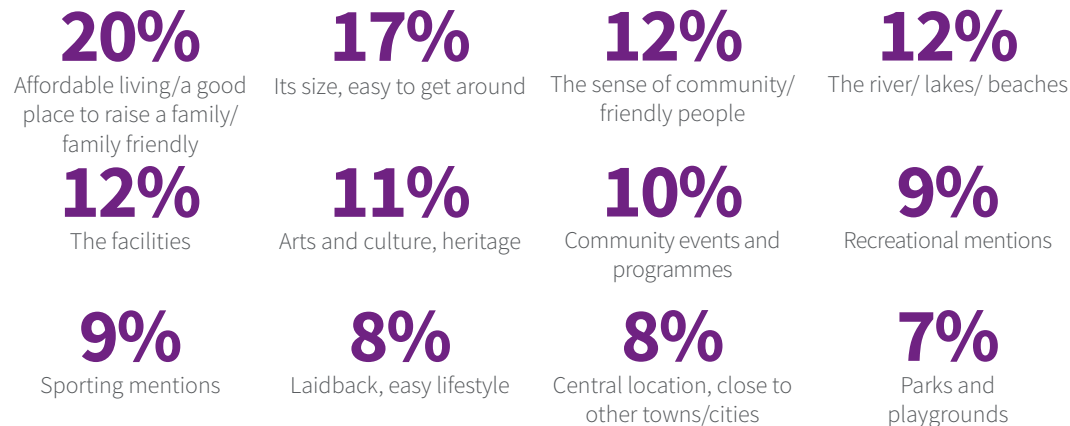 20%
17%
12%
12%
Affordable living/a good
place to raise a family/
family friendly
Its size, easy to get around
The sense of community/
friendly people
The river/ lakes/ beaches
12%
11%
10%
9%
The facilities
Arts and culture, heritage
Community events and
programmes
Recreational mentions
9%
8%
8%
7%
Sporting mentions
Laidback, easy lifestyle
Central location, close to
other towns/cities
Parks and
playgrounds